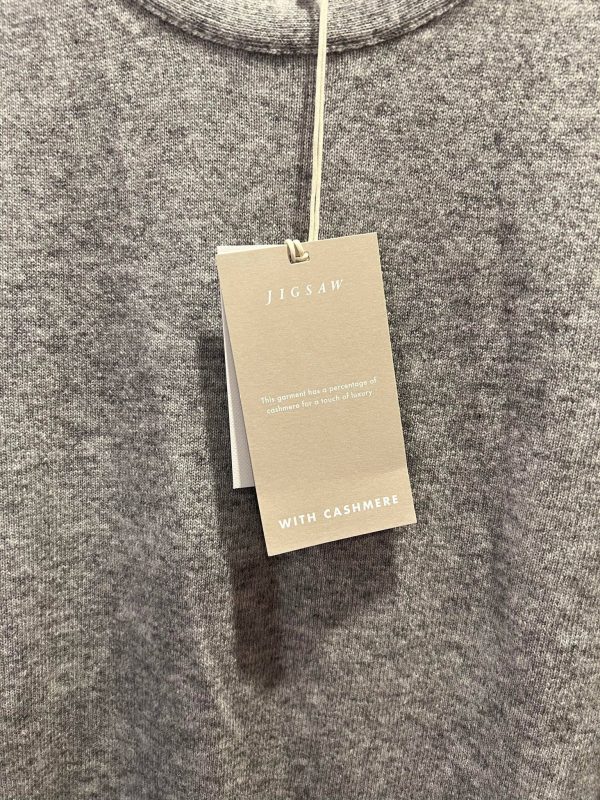 JIGSAW
This garment has a percentage of
cashmere for a touch of luxury.
WITH CASHMERE